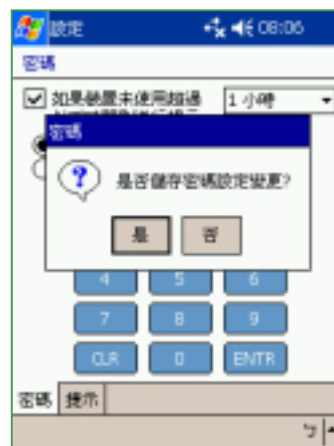 設定 08:06
密碼
如果裝置未使用超過 1 小時
密碼
是否儲存密碼設定變更?
是 否
4 5 6
7 8 9
CLR 0 ENTR
密碼 提示